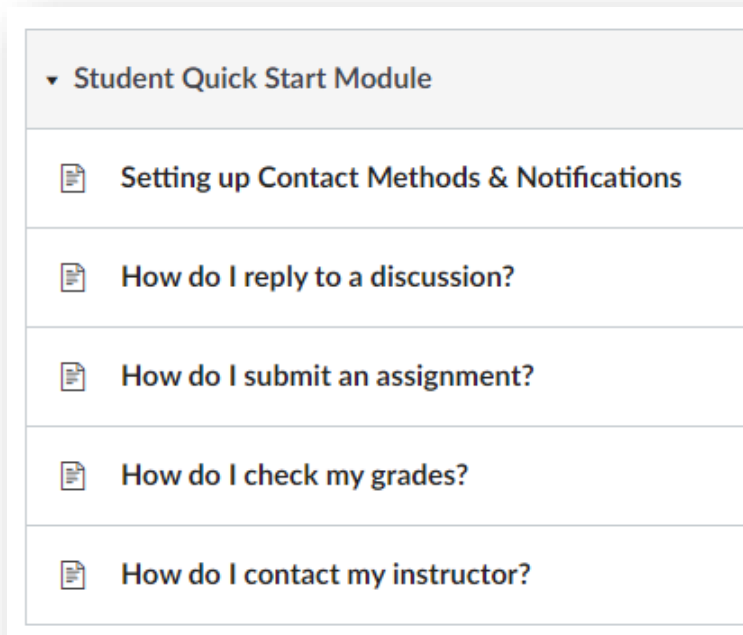 Student Quick Start Module
Setting up Contact Methods & Notifications
How do I reply to a discussion?
How do I submit an assignment?
How do I check my grades?
How do I contact my instructor?